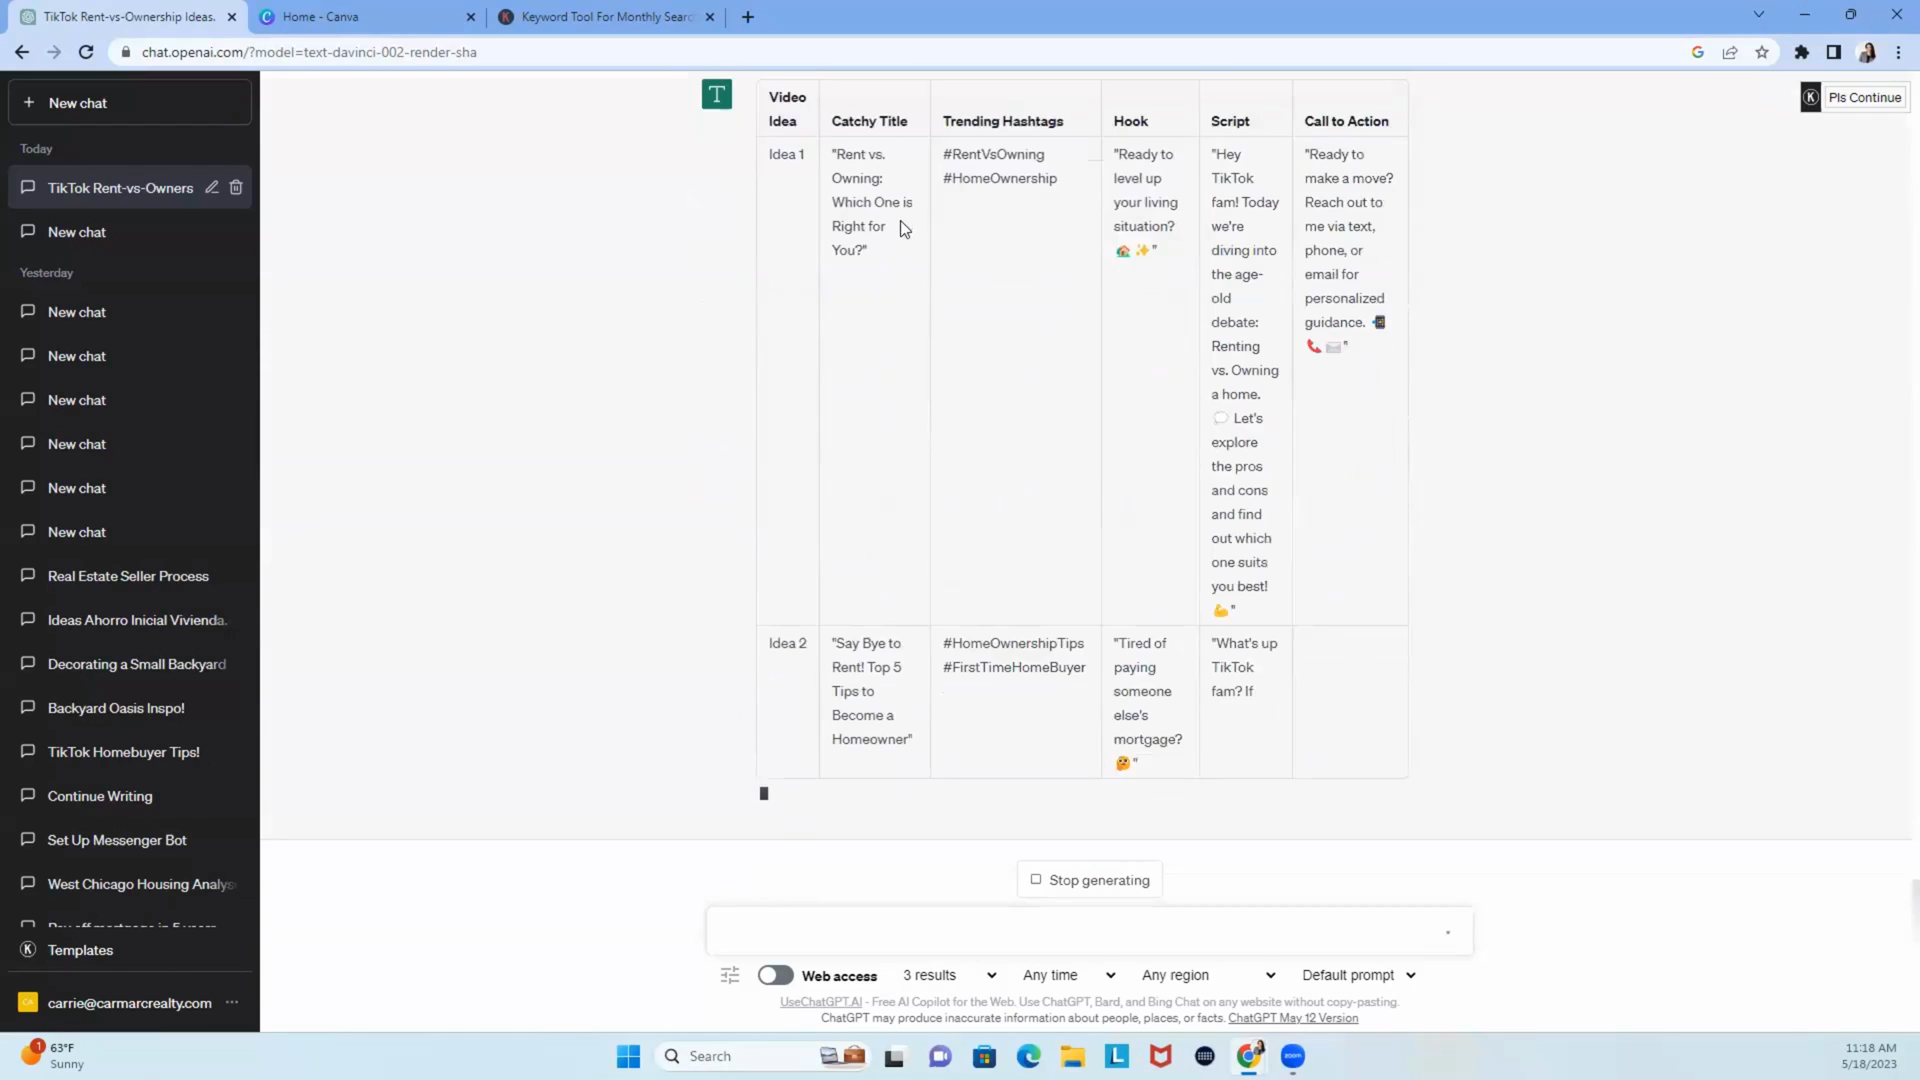 TikTok Rent-vs-Ownership Ideas.
Home - Canva
Keyword Tool For Monthly Searc
chat.openai.com/?model=text-davinci-002-render-sha
New chat
Today
TikTok Rent-vs-Owners
New chat
Yesterday
New chat
New chat
New chat
New chat
New chat
New chat
Real Estate Seller Process
Ideas Ahorro Inicial Vivienda.
Decorating a Small Backyard
Backyard Oasis Inspo!
TikTok Homebuyer Tips!
Continue Writing
Set Up Messenger Bot
West Chicago Housing Analys
Templates
CA
carrie@carmarcrealty.com
T
K
Pls Continue
Video
Idea
Catchy Title
Trending Hashtags
Hook
Script
Call to Action
Idea 1
"Rent vs.
Owning:
Which One is
Right for
You?"
#RentVsOwning
#HomeOwnership
"Ready to
level up
your living
situation?
🏠✨"
"Hey
TikTok
fam! Today
we're
diving into
the age-
old
debate:
Renting
vs. Owning
a home.
💭 Let's
explore
the pros
and cons
and find
out which
one suits
you best!
💪"
"Ready to
make a move?
Reach out to
me via text,
phone, or
email for
personalized
guidance. 📲
📞✉️"
Idea 2
"Say Bye to
Rent! Top 5
Tips to
Become a
Homeowner"
#HomeOwnershipTips
#FirstTimeHomeBuyer
"Tired of
paying
someone
else's
mortgage?
🤔"
"What's up
TikTok
fam? If
Stop generating
Web access
3 results
Any time
Any region
Default prompt
UseChatGPT.AI - Free AI Copilot for the Web. Use ChatGPT, Bard, and Bing Chat on any website without copy-pasting.
ChatGPT may produce inaccurate information about people, places, or facts. ChatGPT May 12 Version
1
63°F
Sunny
Search
L
zoom
11:18 AM
5/18/2023